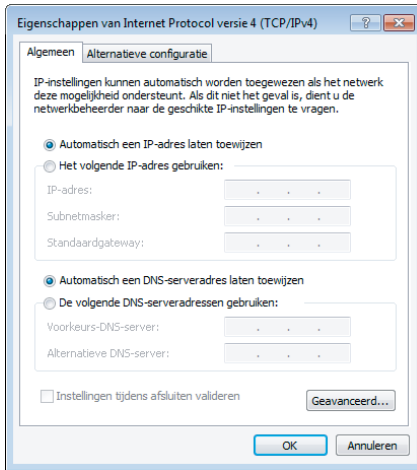 Eigenschappen van Internet Protocol versie 4 (TCP/IPv4)
Algemeen
Alternatieve configuratie
IP-instellingen kunnen automatisch worden toegewezen als het netwerk
deze mogelijkheid ondersteunt. Als dit niet het geval is, dient u de
netwerkbeheerder naar de geschikte IP-instellingen te vragen.
Automatisch een IP-adres laten toewijzen
Het volgende IP-adres gebruiken:
IP-adres:
Subnetmasker:
Standaardgateway:
Automatisch een DNS-serveradres laten toewijzen
De volgende DNS-serveradressen gebruiken:
Voorkeurs-DNS-server:
Alternatieve DNS-server:
Instellingen tijdens afsluiten valideren
Geavanceerd...
OK
Annuleren